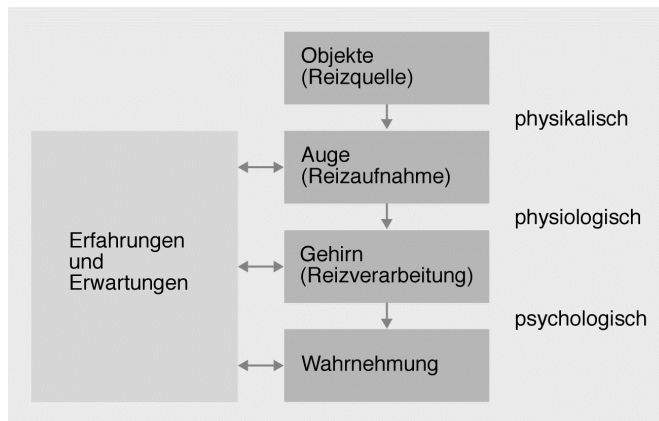 Objekte
(Reizquelle)
physikalisch
Auge
(Reizaufnahme)
physiologisch
Erfahrungen
und
Erwartungen
Gehirn
(Reizverarbeitung)
psychologisch
Wahrnehmung